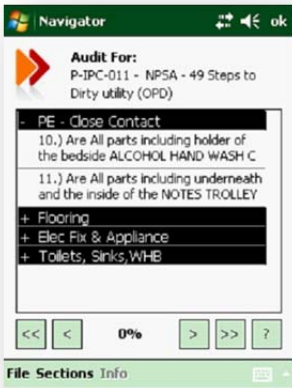 Navigator
ok
Audit For:
P-IPC-011 - NPSA - 49 Steps to
Dirty utility (OPD)
- PE - Close Contact
10.) Are All parts including holder of
the bedside ALCOHOL HAND WASH C
11.) Are All parts including underneath
and the inside of the NOTES TROLLEY
+ Flooring
+ Elec Fix & Appliance
+ Toilets, Sinks,WHB
<< < 0% > >> ?
File Sections Info